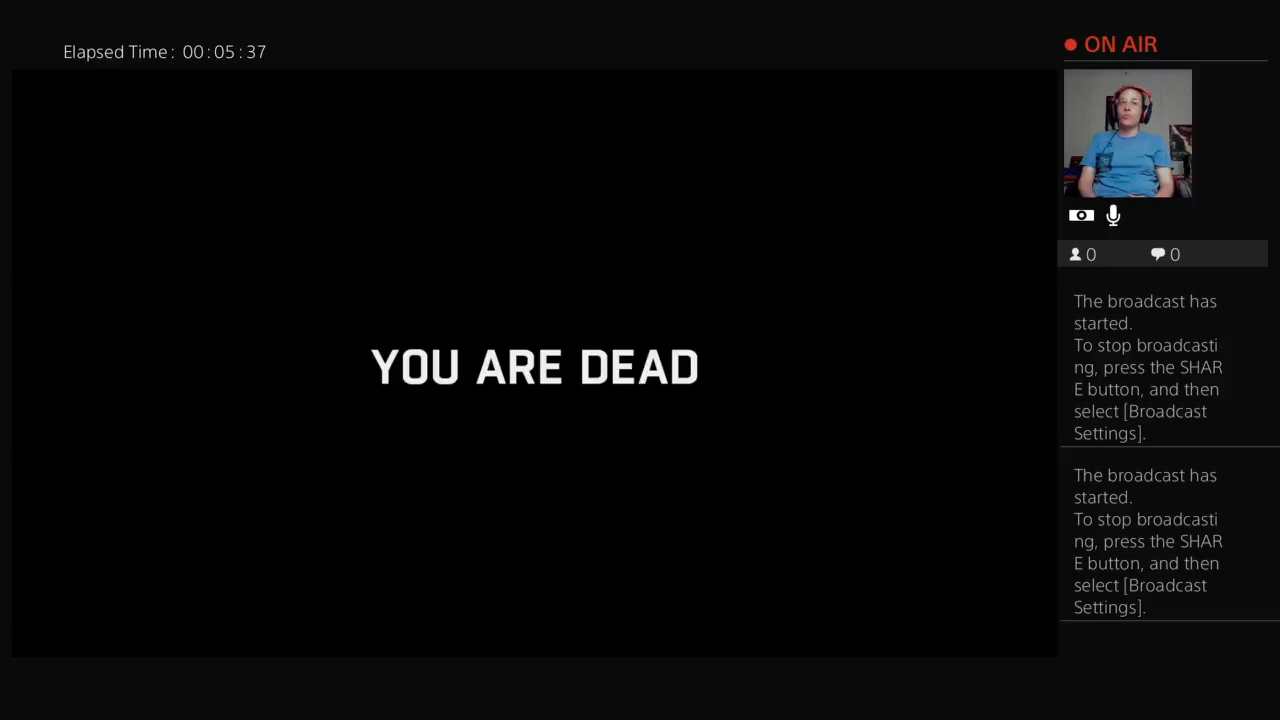 Elapsed Time: 00:05:37
ON AIR
0 0
The broadcast has
started.
To stop broadcasti
ng, press the SHAR
E button, and then
select [Broadcast
Settings].
The broadcast has
started.
To stop broadcasti
ng, press the SHAR
E button, and then
select [Broadcast
Settings].
YOU ARE DEAD